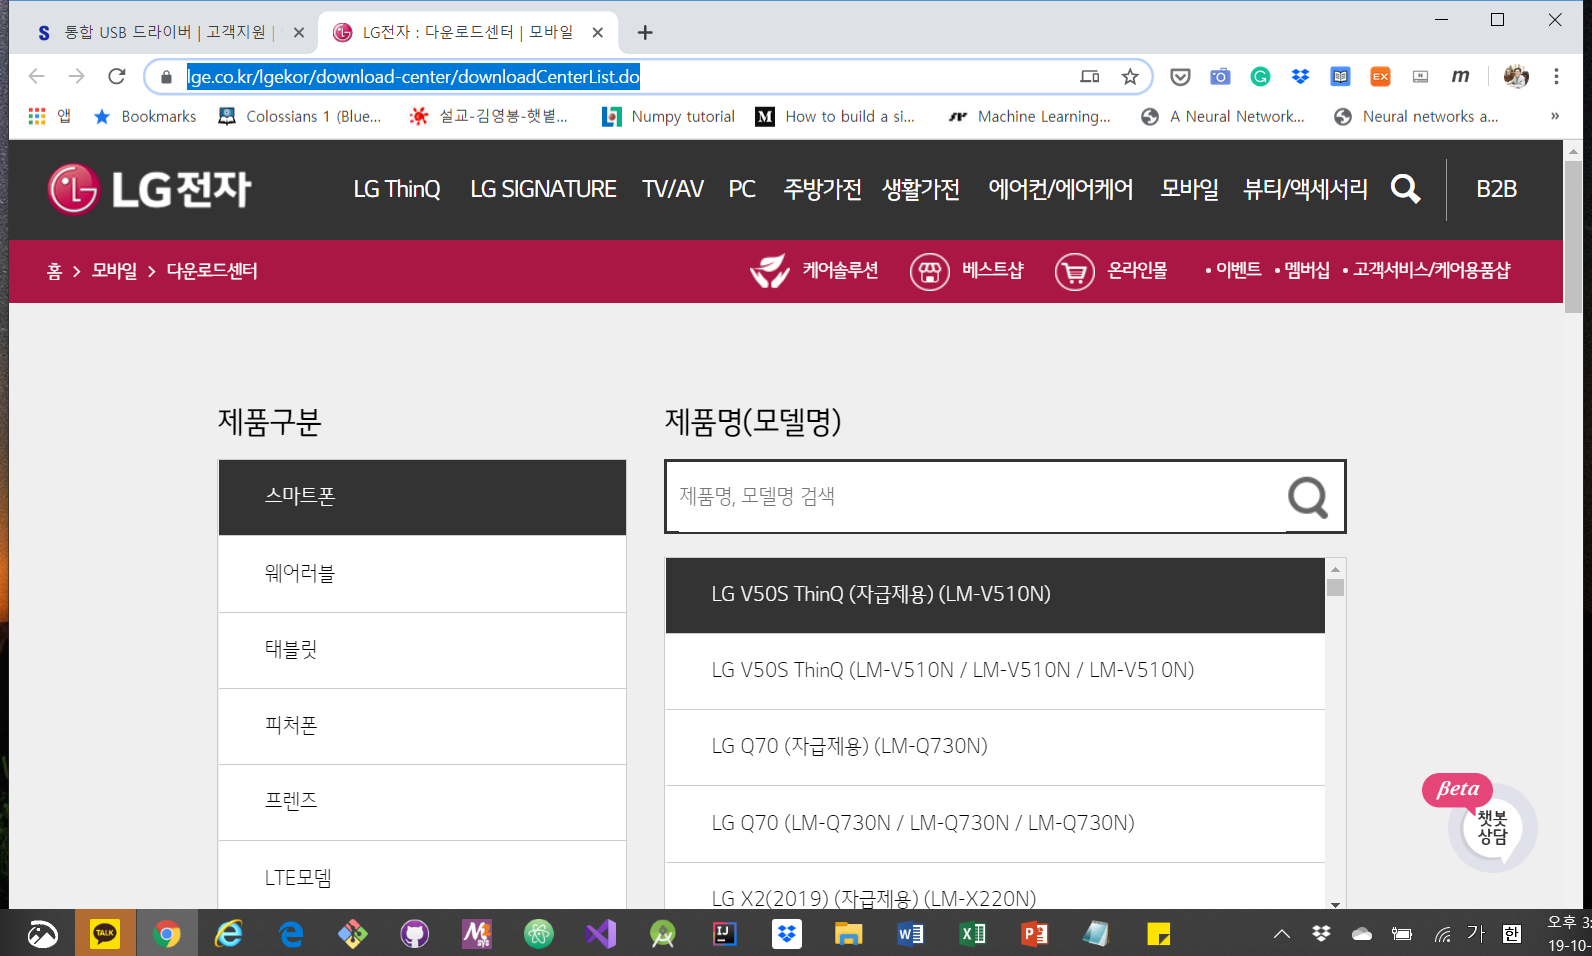 통합 USB 드라이버 | 고객지원 |
LG전자 : 다운로드센터 | 모바일
lge.co.kr/lgekor/download-center/downloadCenterList.do
앱
Bookmarks
Colossians 1 (Blue...
설교-김영봉-햇볕...
Numpy tutorial
How to build a si...
Machine Learning...
A Neural Network...
Neural networks a...
LG전자
LG ThinQ
LG SIGNATURE
TV/AV
PC
주방가전
생활가전
에어컨/에어케어
모바일
뷰티/액세서리
B2B
홈 > 모바일 > 다운로드센터
케어솔루션
베스트샵
온라인몰
• 이벤트
• 멤버십
• 고객서비스/케어용품샵
제품구분
스마트폰
웨어러블
태블릿
피처폰
프렌즈
LTE모뎀
제품명(모델명)
제품명, 모델명 검색
LG V50S ThinQ (자급제용) (LM-V510N)
LG V50S ThinQ (LM-V510N / LM-V510N / LM-V510N)
LG Q70 (자급제용) (LM-Q730N)
LG Q70 (LM-Q730N / LM-Q730N / LM-Q730N)
LG X2(2019) (자급제용) (LM-X220N)
βeta
챗봇
상담
TALK
가
한
오후 3:
19-10-